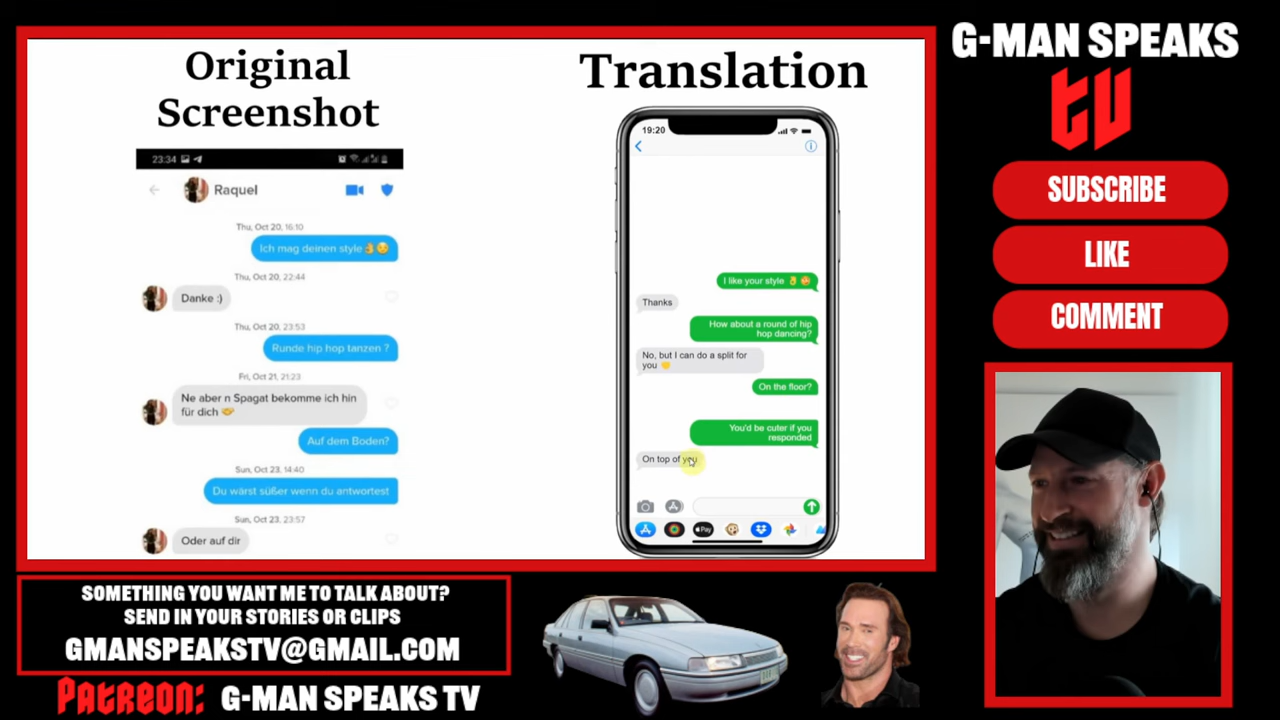 Original
Screenshot
23:34
Raquel
Thu, Oct 20, 16:10
Ich mag deinen style
Thu, Oct 20, 22:44
Danke :)
Thu, Oct 20, 23:53
Runde hip hop tanzen ?
Fri, Oct 21, 21:23
Ne aber n Spagat bekomme ich hin
für dich
Auf dem Boden?
Sun, Oct 23, 14:40
Du wärst süßer wenn du antwortest
Sun, Oct 23, 23:57
Oder auf dir
Translation
19:20
I like your style
Thanks
How about a round of hip
hop dancing?
No, but I can do a split for
you
On the floor?
You'd be cuter if you
responded
On top of you
Pay
G-MAN SPEAKS
TV
SUBSCRIBE
LIKE
COMMENT
SOMETHING YOU WANT ME TO TALK ABOUT?
SEND IN YOUR STORIES OR CLIPS
GMANSPEAKSTV@GMAIL.COM
PATREON: G-MAN SPEAKS TV